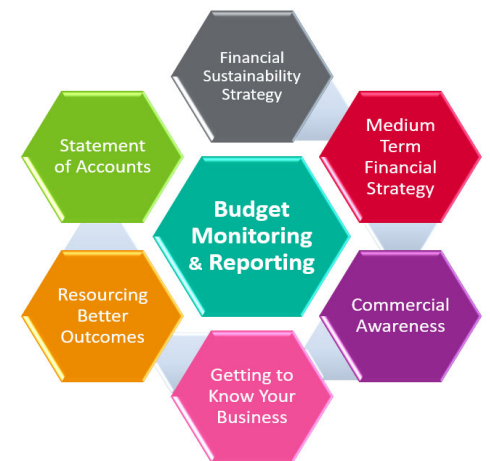 Financial
Sustainability
Strategy
Medium
Term
Financial
Strategy
Statement
of Accounts
Budget
Monitoring
& Reporting
Commercial
Awareness
Resourcing
Better
Outcomes
Getting to
Know Your
Business